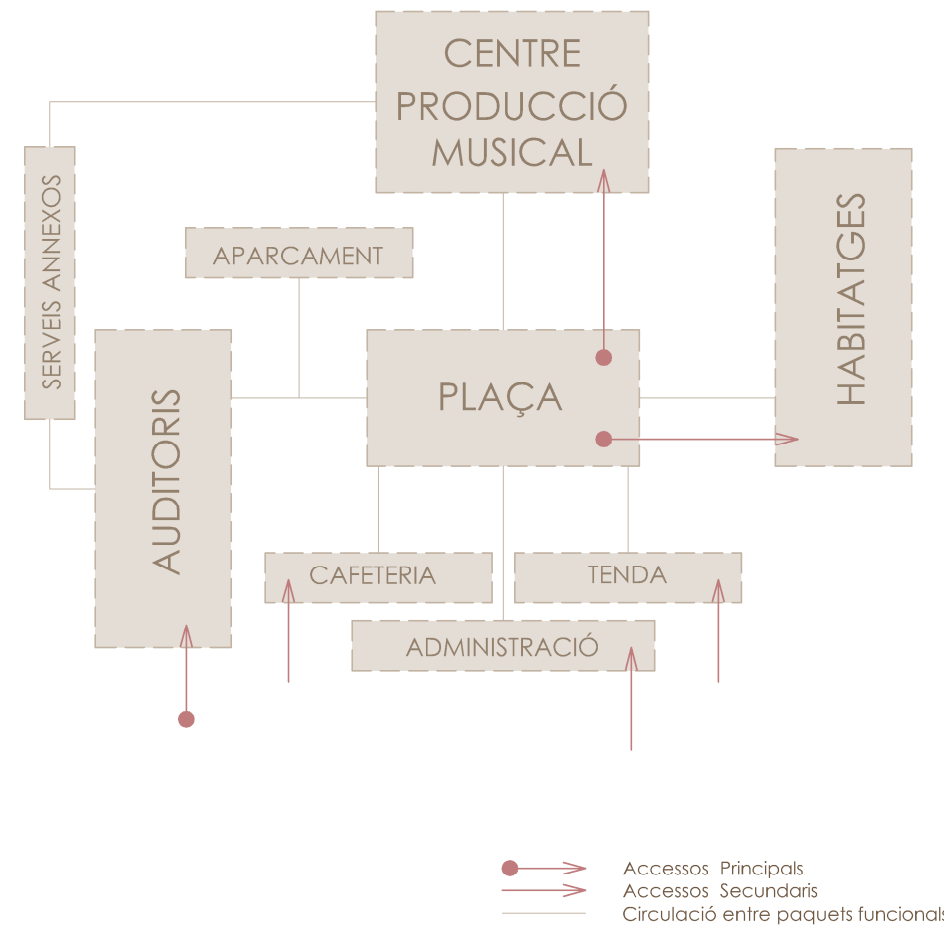 CENTRE
PRODUCCIÓ
MUSICAL
SERVEIS ANNEXOS
HABITATGES
APARCAMENT
AUDITORIS
PLAÇA
CAFETERIA
TENDA
ADMINISTRACIÓ
Accessos Principals
Accessos Secundaris
Circulació entre paquets funcionals